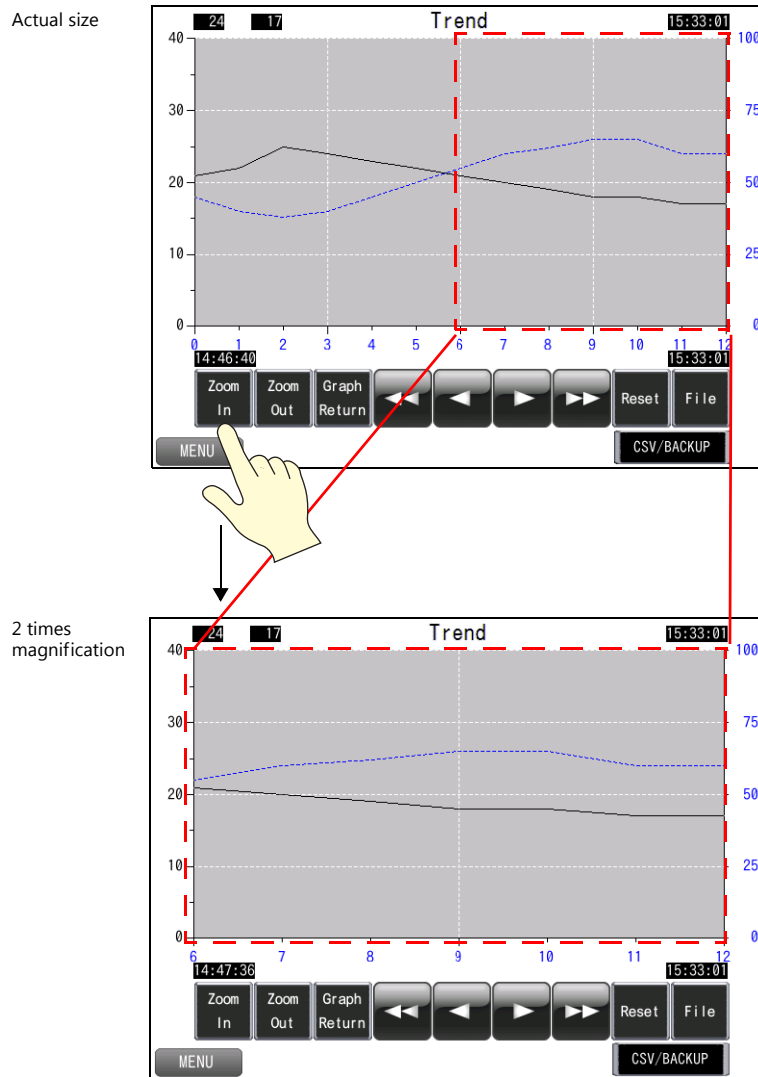 Actual size
24 17 Trend 15:33:01
40 100
30 75
20 50
10 25
0 0
0 1 2 3 4 5 6 7 8 9 10 11 12
14:46:40 15:33:01
Zoom Zoom Graph
In Out Return Reset File
MENU CSV/BACKUP
2 times
magnification
24 17 Trend 15:33:01
40 100
30 75
20 50
10 25
0 0
6 7 8 9 10 11 12
14:47:36 15:33:01
Zoom Zoom Graph
In Out Return Reset File
MENU CSV/BACKUP